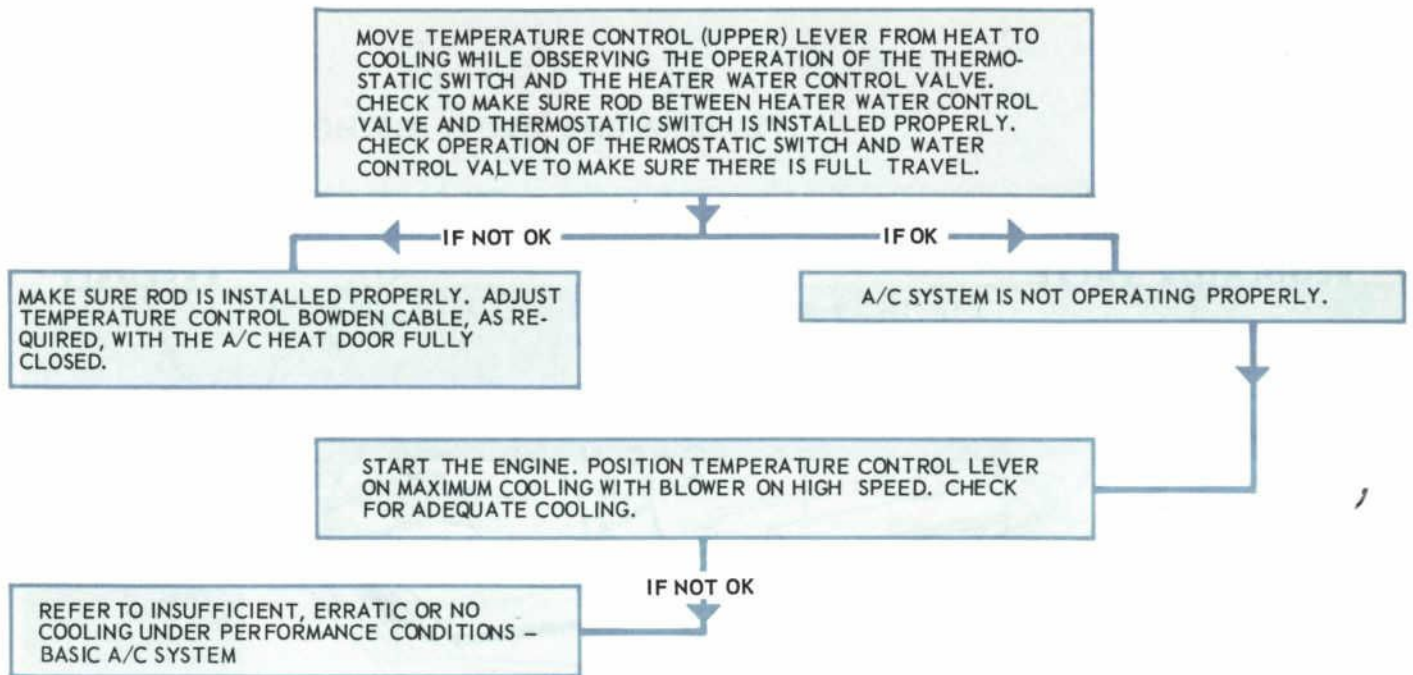 MOVE TEMPERATURE CONTROL (UPPER) LEVER FROM HEAT TO
COOLING WHILE OBSERVING THE OPERATION OF THE THERMO-
STATIC SWITCH AND THE HEATER WATER CONTROL VALVE.
CHECK TO MAKE SURE ROD BETWEEN HEATER WATER CONTROL
VALVE AND THERMOSTATIC SWITCH IS INSTALLED PROPERLY.
CHECK OPERATION OF THERMOSTATIC SWITCH AND WATER
CONTROL VALVE TO MAKE SURE THERE IS FULL TRAVEL.
IF NOT OK
IF OK
MAKE SURE ROD IS INSTALLED PROPERLY. ADJUST
TEMPERATURE CONTROL BOWDEN CABLE, AS RE-
QUIRED, WITH THE A/C HEAT DOOR FULLY
CLOSED.
A/C SYSTEM IS NOT OPERATING PROPERLY.
START THE ENGINE. POSITION TEMPERATURE CONTROL LEVER
ON MAXIMUM COOLING WITH BLOWER ON HIGH SPEED. CHECK
FOR ADEQUATE COOLING.
IF NOT OK
REFER TO INSUFFICIENT, ERRATIC OR NO
COOLING UNDER PERFORMANCE CONDITIONS –
BASIC A/C SYSTEM